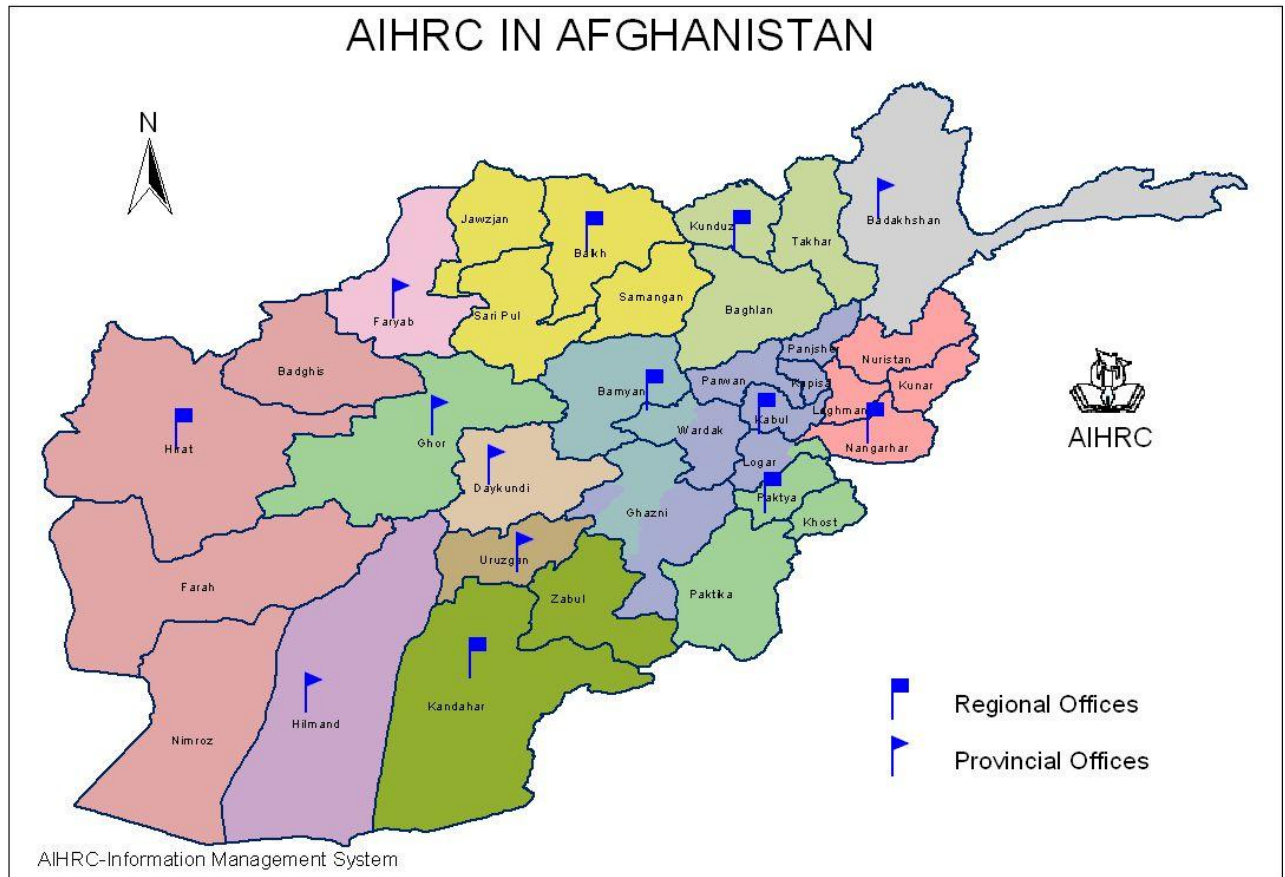 AIHRC IN AFGHANISTAN
N
Jawzjan
Balkh
Kunduz
Takhar
Badakhshan
Faryab
Sari Pul
Samangan
Baghlan
Badghis
Panjsher
Nuristan
Kunar
Hirat
Ghor
Bamyan
Parwan
Kapisa
Laghman
Kabul
Wardak
Nangarhar
AIHRC
Daykundi
Logar
Paktya
Ghazni
Khost
Uruzgan
Farah
Zabul
Paktika
Kandahar
Hilmand
Nimroz
Regional Offices
Provincial Offices
AIHRC-Information Management System